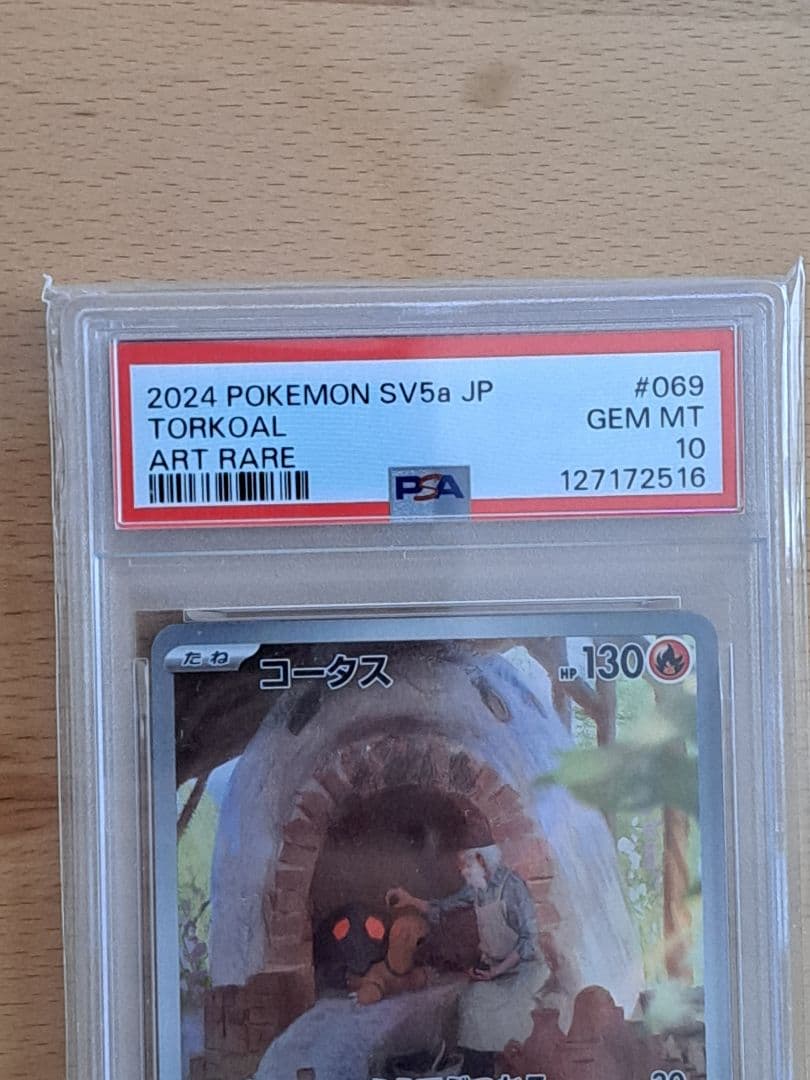 2024 POKEMON SV5a JP #069
TORKOAL GEM MT
ART RARE 10
PSA 127172516
たね コータス HP 130